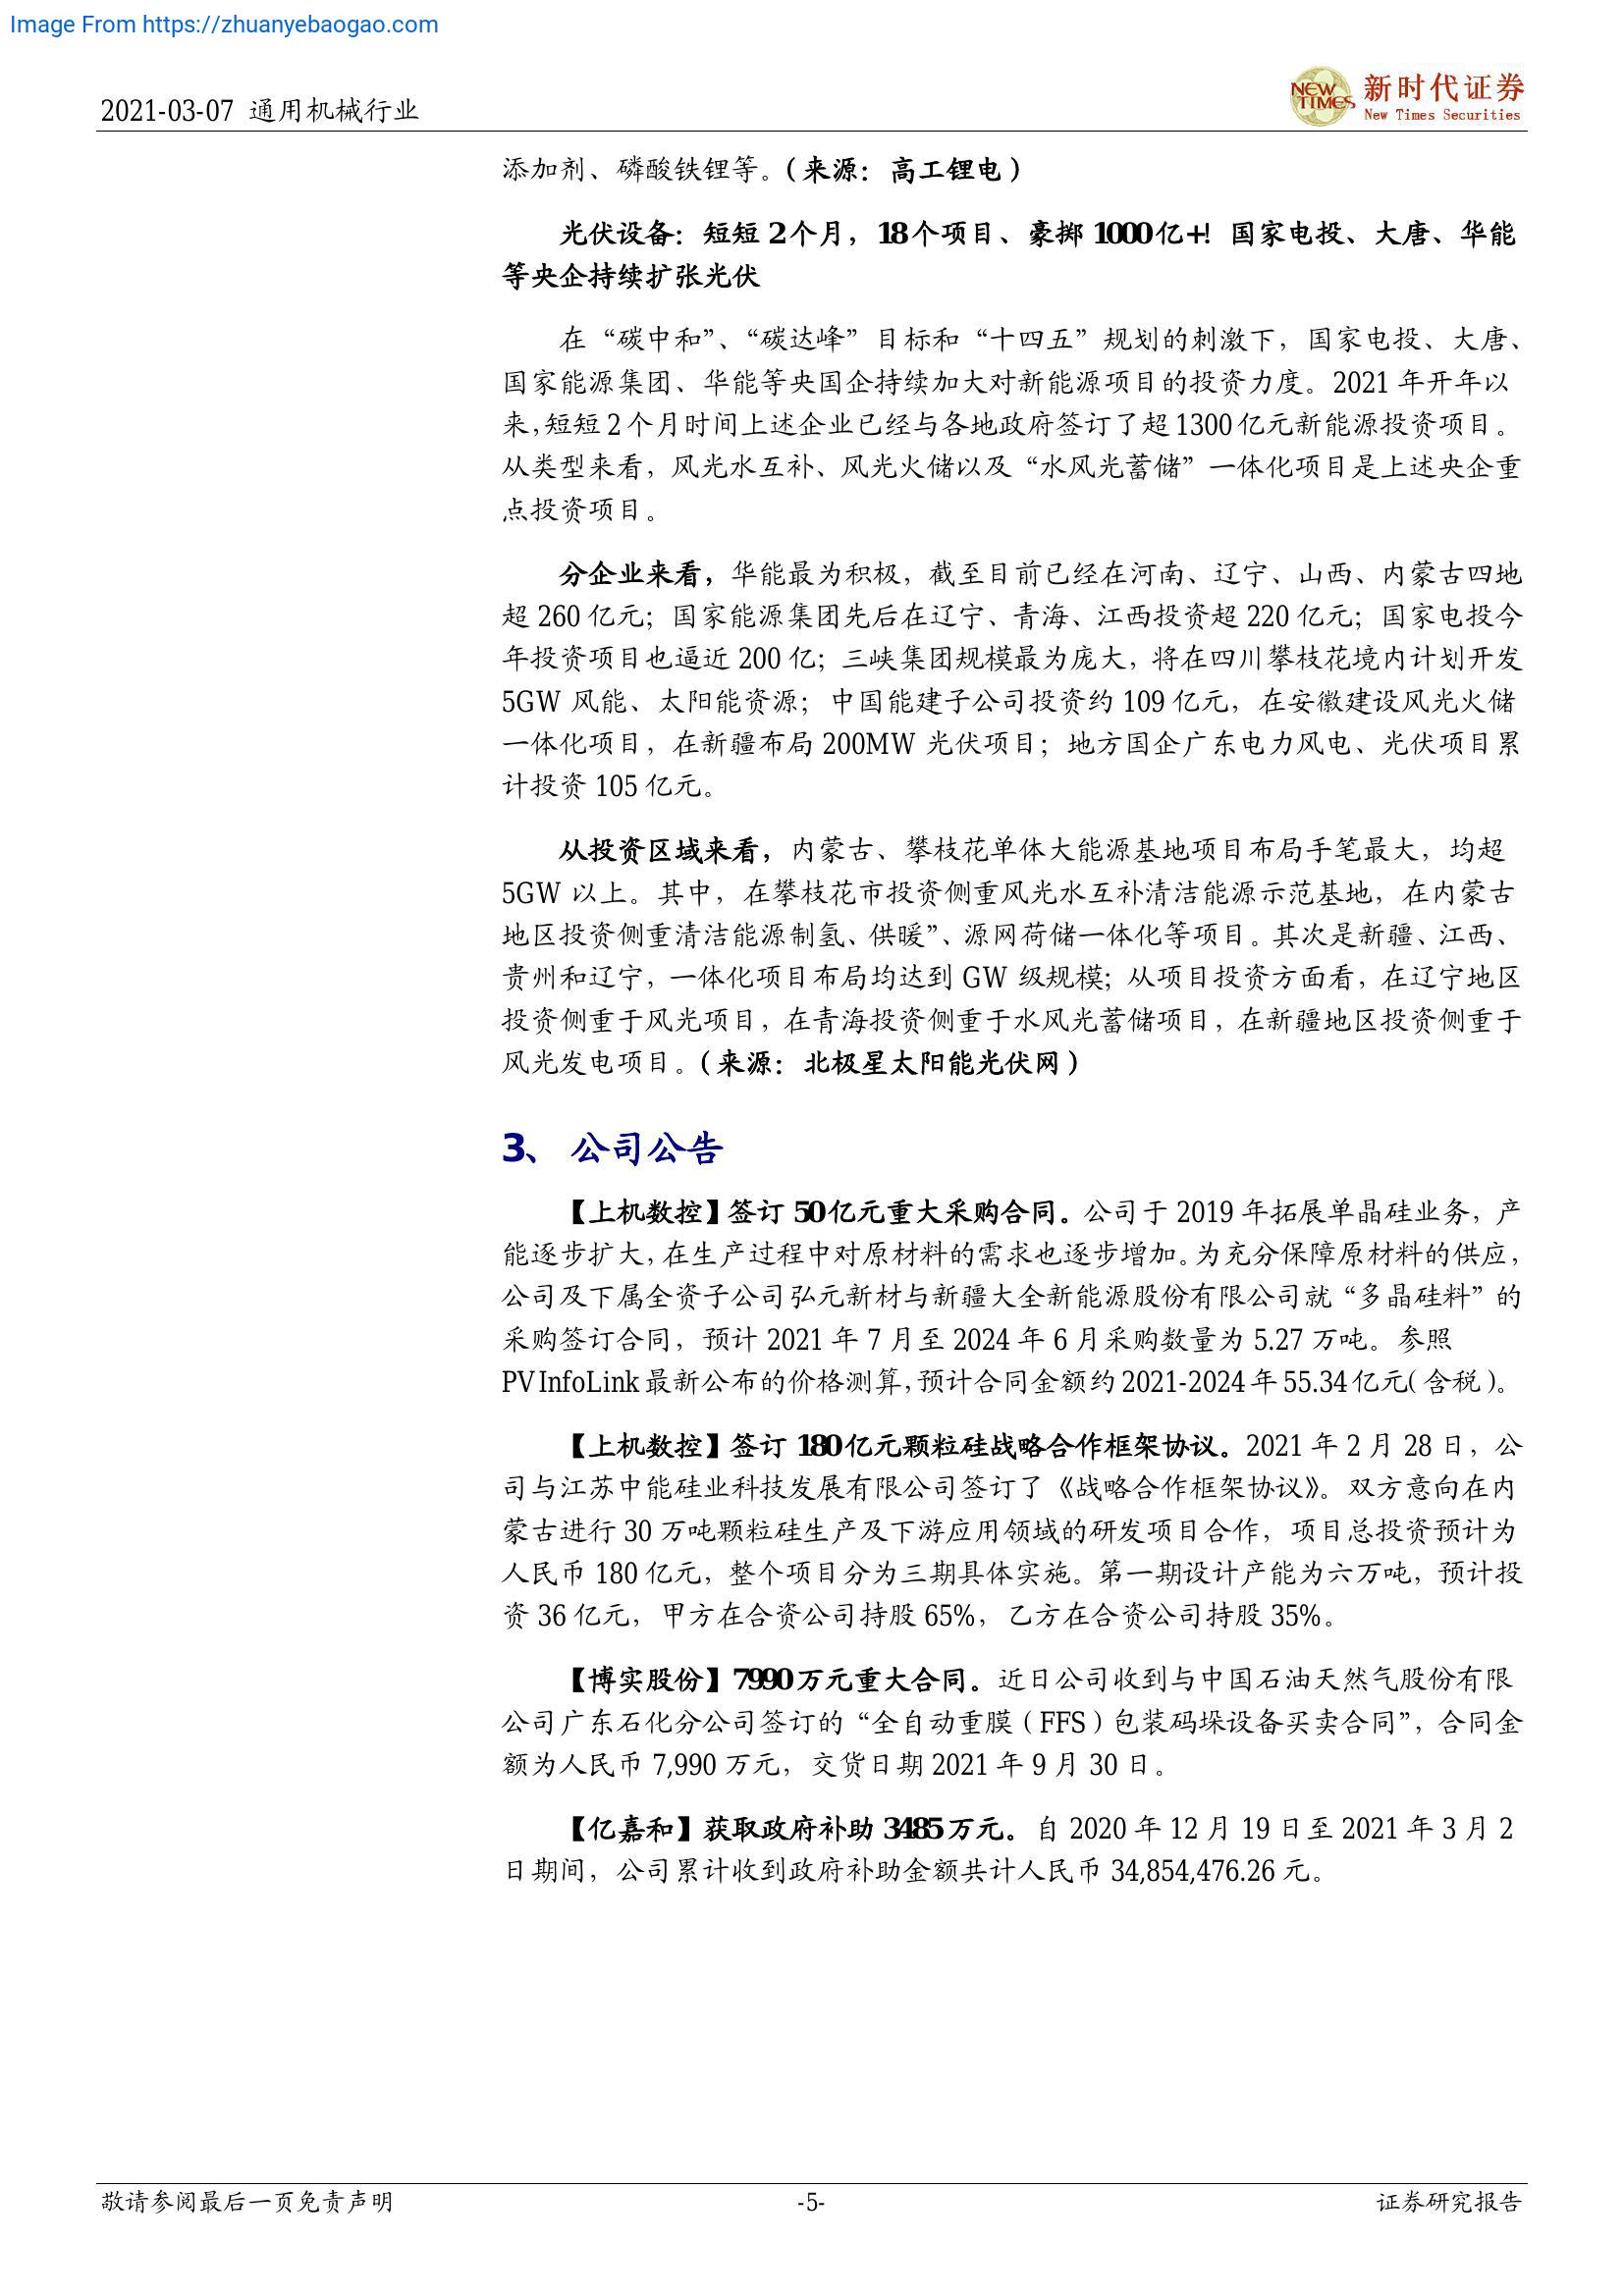 Image From https://zhuanyebaogao.com
2021-03-07 通用机械行业
NEW TIMES
新时代证券
New Times Securities
添加剂、磷酸铁锂等。（来源：高工锂电）
光伏设备：短短 2 个月，18 个项目、豪掷 1000 亿+！国家电投、大唐、华能
等央企持续扩张光伏
在“碳中和”、“碳达峰”目标和“十四五”规划的刺激下，国家电投、大唐、
国家能源集团、华能等央国企持续加大对新能源项目的投资力度。2021 年开年以
来，短短 2 个月时间上述企业已经与各地政府签订了超 1300 亿元新能源投资项目。
从类型来看，风光水互补、风光火储以及“水风光蓄储”一体化项目是上述央企重
点投资项目。
分企业来看，华能最为积极，截至目前已经在河南、辽宁、山西、内蒙古四地
超 260 亿元；国家能源集团先后在辽宁、青海、江西投资超 220 亿元；国家电投今
年投资项目也逼近 200 亿；三峡集团规模最为庞大，将在四川攀枝花境内计划开发
5GW 风能、太阳能资源；中国能建子公司投资约 109 亿元，在安徽建设风光火储
一体化项目，在新疆布局 200MW 光伏项目；地方国企广东电力风电、光伏项目累
计投资 105 亿元。
从投资区域来看，内蒙古、攀枝花单体大能源基地项目布局手笔最大，均超
5GW 以上。其中，在攀枝花市投资侧重风光水互补清洁能源示范基地，在内蒙古
地区投资侧重清洁能源制氢、供暖”、源网荷储一体化等项目。其次是新疆、江西、
贵州和辽宁，一体化项目布局均达到 GW 级规模；从项目投资方面看，在辽宁地区
投资侧重于风光项目，在青海投资侧重于水风光蓄储项目，在新疆地区投资侧重于
风光发电项目。（来源：北极星太阳能光伏网）
3、 公司公告
【上机数控】签订 50 亿元重大采购合同。公司于 2019 年拓展单晶硅业务，产
能逐步扩大，在生产过程中对原材料的需求也逐步增加。为充分保障原材料的供应，
公司及下属全资子公司弘元新材与新疆大全新能源股份有限公司就“多晶硅料”的
采购签订合同，预计 2021 年 7 月至 2024 年 6 月采购数量为 5.27 万吨。参照
PV InfoLink 最新公布的价格测算，预计合同金额约 2021-2024 年 55.34 亿元（含税）。
【上机数控】签订 180 亿元颗粒硅战略合作框架协议。2021 年 2 月 28 日，公
司与江苏中能硅业科技发展有限公司签订了《战略合作框架协议》。双方意向在内
蒙古进行 30 万吨颗粒硅生产及下游应用领域的研发项目合作，项目总投资预计为
人民币 180 亿元，整个项目分为三期具体实施。第一期设计产能为六万吨，预计投
资 36 亿元，甲方在合资公司持股 65%，乙方在合资公司持股 35%。
【博实股份】7990 万元重大合同。近日公司收到与中国石油天然气股份有限
公司广东石化分公司签订的“全自动重膜（FFS）包装码垛设备买卖合同”，合同金
额为人民币 7,990 万元，交货日期 2021 年 9 月 30 日。
【亿嘉和】获取政府补助 3485 万元。自 2020 年 12 月 19 日至 2021 年 3 月 2
日期间，公司累计收到政府补助金额共计人民币 34,854,476.26 元。
敬请参阅最后一页免责声明
-5-
证券研究报告